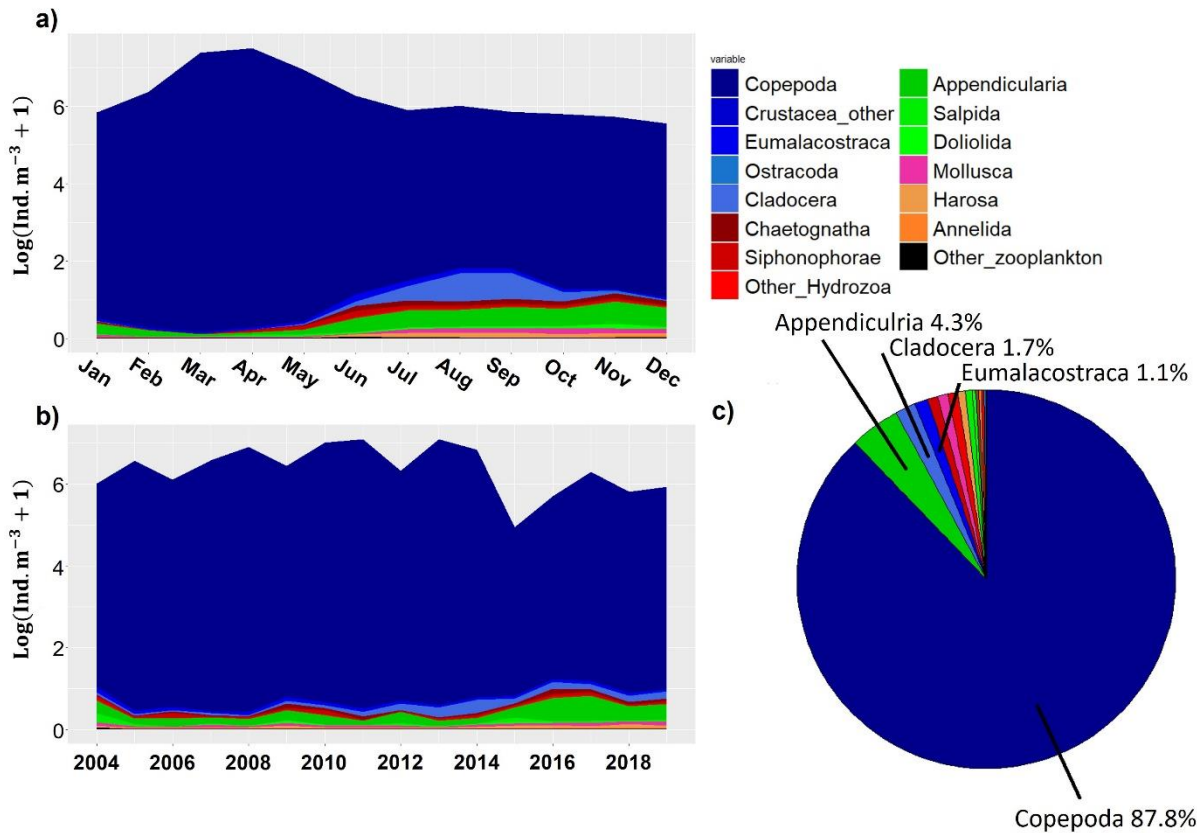 a)
Log(Ind. m⁻³ + 1)
6
4
2
0
Jan Feb Mar Apr May Jun Jul Aug Sep Oct Nov Dec
variable
Copepoda
Crustacea_other
Eumalacostraca
Ostracoda
Cladocera
Chaetognatha
Siphonophorae
Other_Hydrozoa
Appendicularia
Salpida
Doliolida
Mollusca
Harosa
Annelida
Other_zooplankton
b)
Log(Ind. m⁻³ + 1)
6
4
2
0
2004 2006 2008 2010 2012 2014 2016 2018
c)
Appendiculria 4.3%
Cladocera 1.7%
Eumalacostraca 1.1%
Copepoda 87.8%